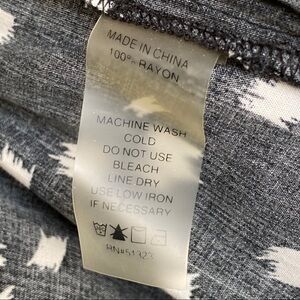 MADE IN CHINA
100% RAYON
MACHINE WASH
COLD
DO NOT USE
BLEACH
LINE DRY
USE LOW IRON
IF NECESSARY
RN#51323